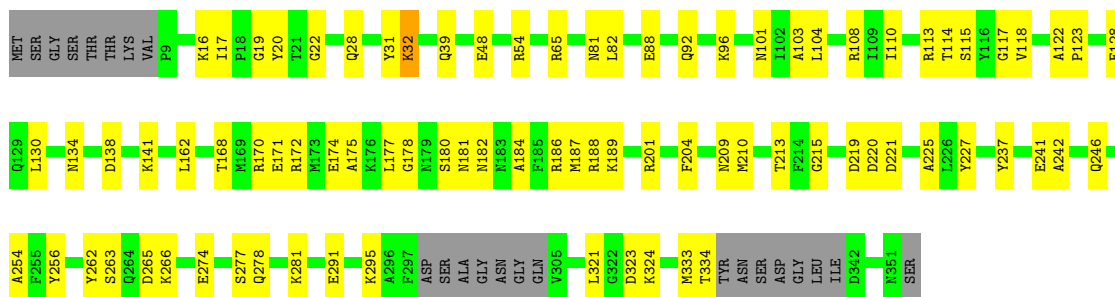 MET SER GLY SER THR THR LYS VAL P9 K16 I17 P18 G19 Y20 T21 G22 Q28 Y31 K32 Q39 E48 R54 R65 N81 L82 E88 Q92 K96 N101 I102 A103 L104 R108 I109 I110 R113 T114 S115 Y116 G117 V118 A122 P123
Q129 L130 N134 D138 K141 L162 T168 M169 R170 E171 R172 M173 E174 A175 K176 L177 G178 N179 S180 N181 N182 N183 A184 F185 R186 M187 R188 K189 R201 F204 N209 M210 T213 F214 G215 D219 D220 D221 A225 L226 Y227 Y237 E241 A242 Q246
A254 F255 Y256 Y262 S263 Q264 D265 K266 E274 S277 Q278 K281 E291 K295 A296 F297 ASP SER ALA GLY ASN GLY GLN V305 L321 G322 D323 K324 M333 T334 TYR ASN SER ASP GLY LEU ILE D342 N351 SER